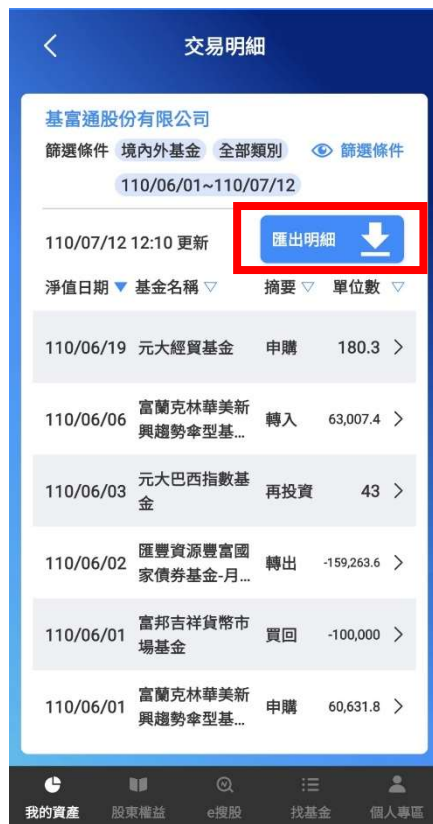 交易明細
基富通股份有限公司
篩選條件 境內外基金 全部類別 篩選條件
110/06/01~110/07/12
110/07/12 12:10 更新 匯出明細
淨值日期 ▼ 基金名稱 ▽ 摘要 ▽ 單位數 ▽
110/06/19 元大經貿基金 申購 180.3 >
110/06/06 富蘭克林華美新興趨勢傘型基... 轉入 63,007.4 >
110/06/03 元大巴西指數基金 再投資 43 >
110/06/02 匯豐資源豐富國家債券基金-月... 轉出 -159,263.6 >
110/06/01 富邦吉祥貨幣市場基金 買回 -100,000 >
110/06/01 富蘭克林華美新興趨勢傘型基... 申購 60,631.8 >
我的資產 股東權益 e搜股 找基金 個人專區